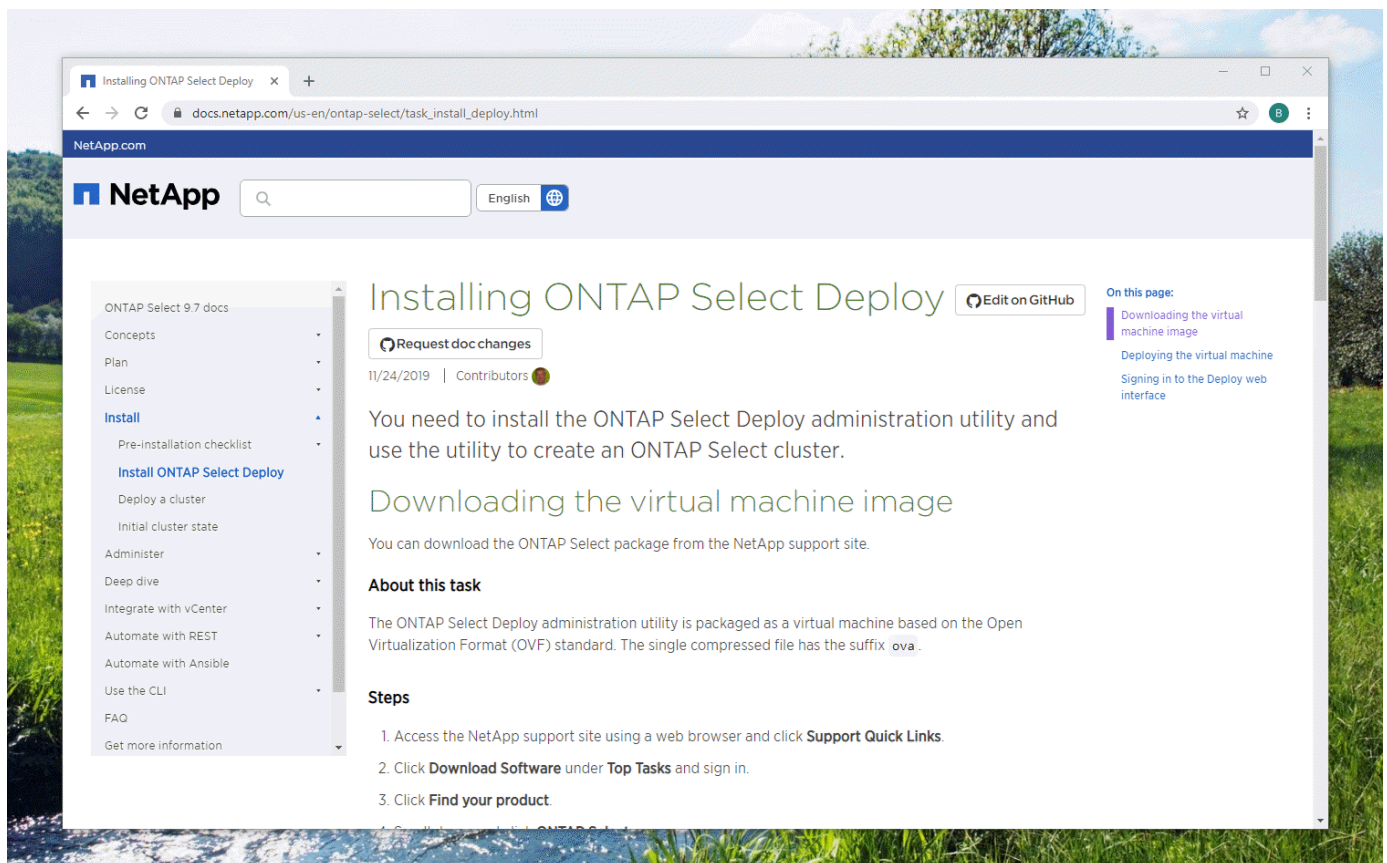 Installing ONTAP Select Deploy
docs.netapp.com/us-en/ontap-select/task_install_deploy.html
B
NetApp.com
NetApp
English
ONTAP Select 9.7 docs
Concepts
Plan
License
Install
Pre-installation checklist
Install ONTAP Select Deploy
Deploy a cluster
Initial cluster state
Administer
Deep dive
Integrate with vCenter
Automate with REST
Automate with Ansible
Use the CLI
FAQ
Get more information
Installing ONTAP Select Deploy
Edit on GitHub
Request doc changes
11/24/2019 | Contributors
You need to install the ONTAP Select Deploy administration utility and
use the utility to create an ONTAP Select cluster.
Downloading the virtual machine image
You can download the ONTAP Select package from the NetApp support site.
About this task
The ONTAP Select Deploy administration utility is packaged as a virtual machine based on the Open
Virtualization Format (OVF) standard. The single compressed file has the suffix ova.
Steps
1. Access the NetApp support site using a web browser and click Support Quick Links.
2. Click Download Software under Top Tasks and sign in.
3. Click Find your product.
On this page:
Downloading the virtual
machine image
Deploying the virtual machine
Signing in to the Deploy web
interface